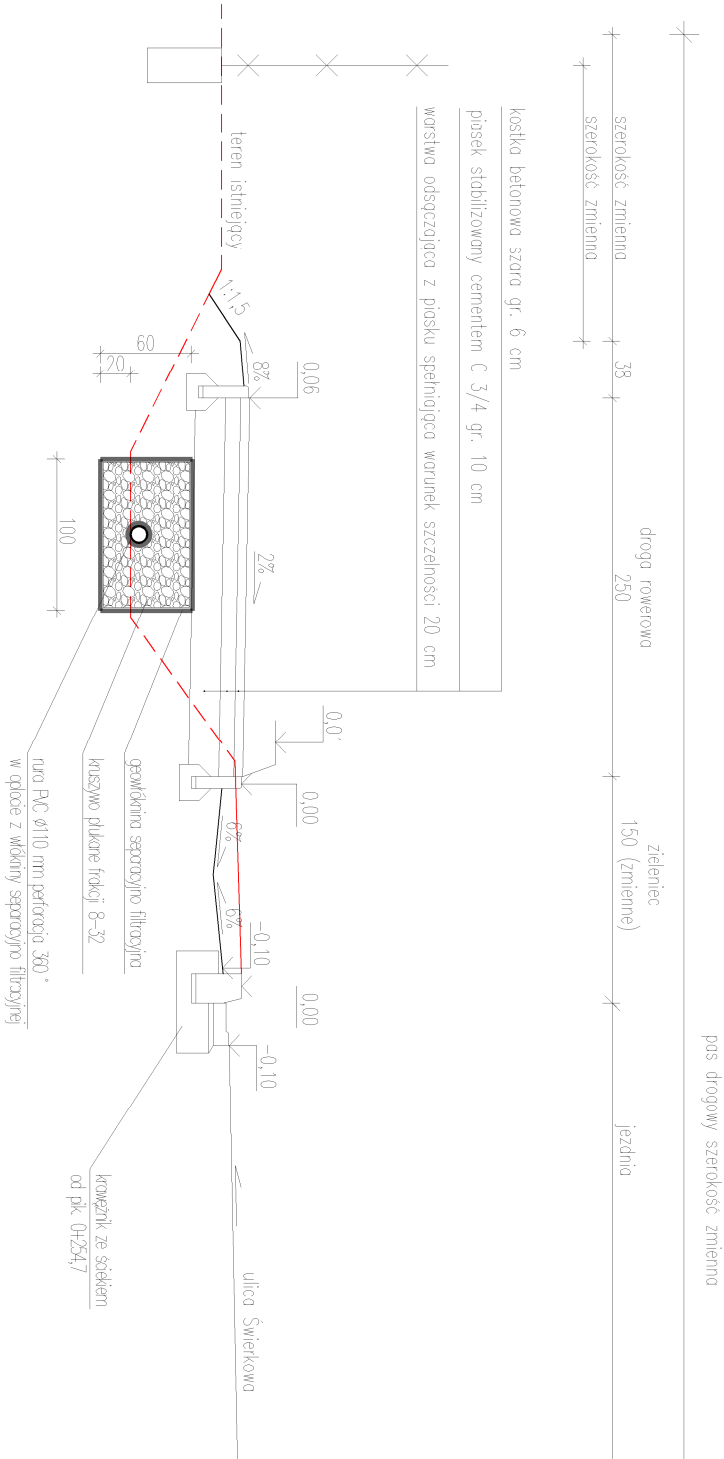 pas drogowy szerokość zmienna
szerokość zmienna
38
droga rowerowa
250
zieleniec
150 (zmienne)
jezdnia
szerokość zmienna
kostka betonowa szara gr. 6 cm
piasek stabilizowany cementem C 3/4 gr. 10 cm
warstwa odsączająca z piasku spełniająca warunek szczelności 20 cm
teren istniejący
1:1,5
8%
0,06
2%
0,0'
0,00
6%
6%
-0,10
0,00
-0,10
ulica Świerkowa
60
20
100
geowłóknina separacyjno filtracyjna
kruszywo płukane frakcji 8-32
rura PVC Ø110 mm perforacja 360°
w oplocie z włókniny separacyjno filtracyjnej
krawężnik ze ściekiem
od pik. 0+254,7